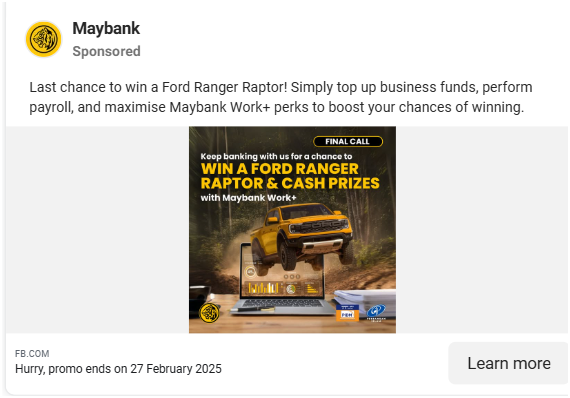 Maybank
Sponsored
Last chance to win a Ford Ranger Raptor! Simply top up business funds, perform
payroll, and maximise Maybank Work+ perks to boost your chances of winning.
FINAL CALL
Keep banking with us for a chance to
WIN A FORD RANGER
RAPTOR & CASH PRIZES
with Maybank Work+
PIDM
FB.COM
Hurry, promo ends on 27 February 2025
Learn more